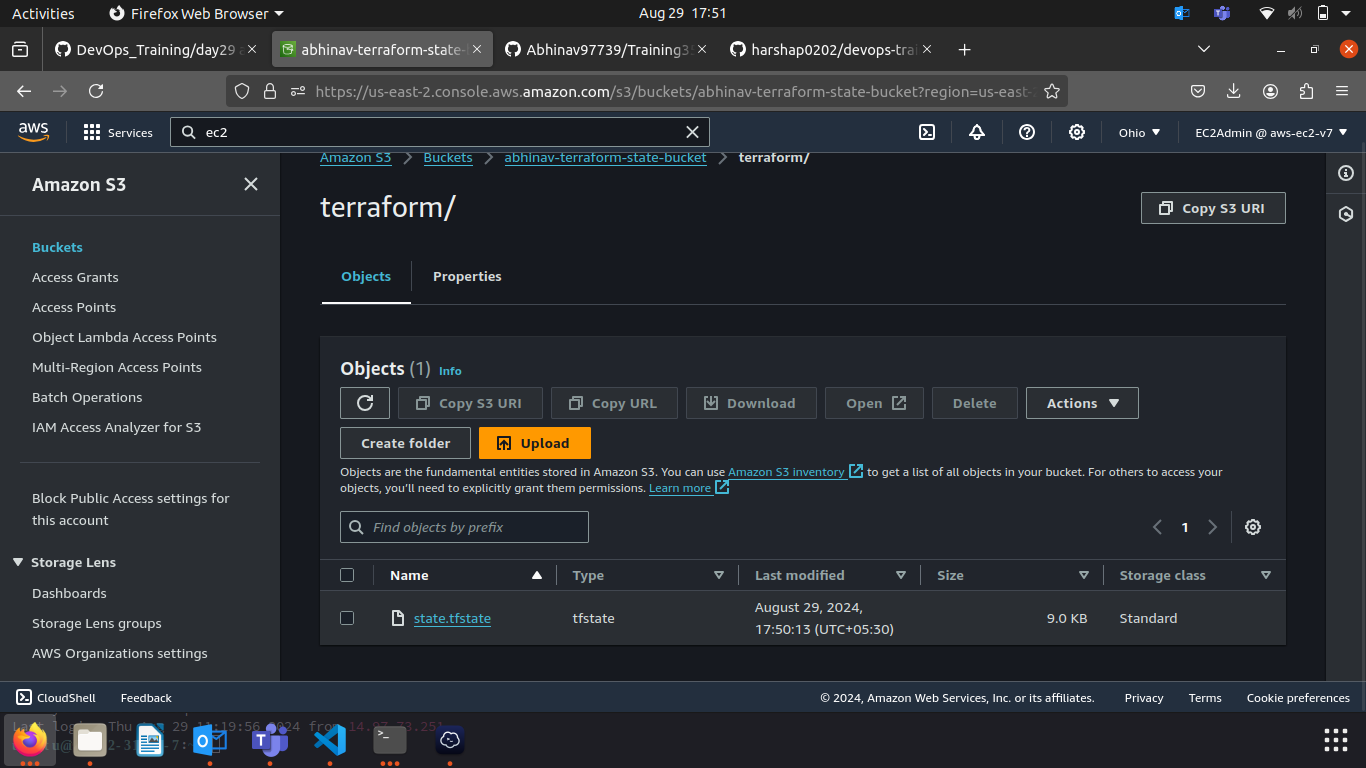 Activities
Firefox Web Browser
Aug 29 17:51
DevOps_Training/day29 a
abhinav-terraform-state-
Abhinav97739/Training35
harshap0202/devops-trai
https://us-east-2.console.aws.amazon.com/s3/buckets/abhinav-terraform-state-bucket?region=us-east-
aws
Services
ec2
Ohio
EC2Admin @ aws-ec2-v7
Amazon S3
Buckets
Access Grants
Access Points
Object Lambda Access Points
Multi-Region Access Points
Batch Operations
IAM Access Analyzer for S3
Block Public Access settings for
this account
Storage Lens
Dashboards
Storage Lens groups
AWS Organizations settings
Amazon S3 > Buckets > abhinav-terraform-state-bucket > terraform/
terraform/
Copy S3 URI
Objects
Properties
Objects (1) Info
Copy S3 URI
Copy URL
Download
Open
Delete
Actions
Create folder
Upload
Objects are the fundamental entities stored in Amazon S3. You can use Amazon S3 inventory to get a list of all objects in your bucket. For others to access your
objects, you'll need to explicitly grant them permissions. Learn more
Find objects by prefix
1
Name Type Last modified Size Storage class
state.tfstate tfstate August 29, 2024, 17:50:13 (UTC+05:30) 9.0 KB Standard
CloudShell
Feedback
© 2024, Amazon Web Services, Inc. or its affiliates.
Privacy
Terms
Cookie preferences
29 11:19:56 2024 from 14.97.73.251